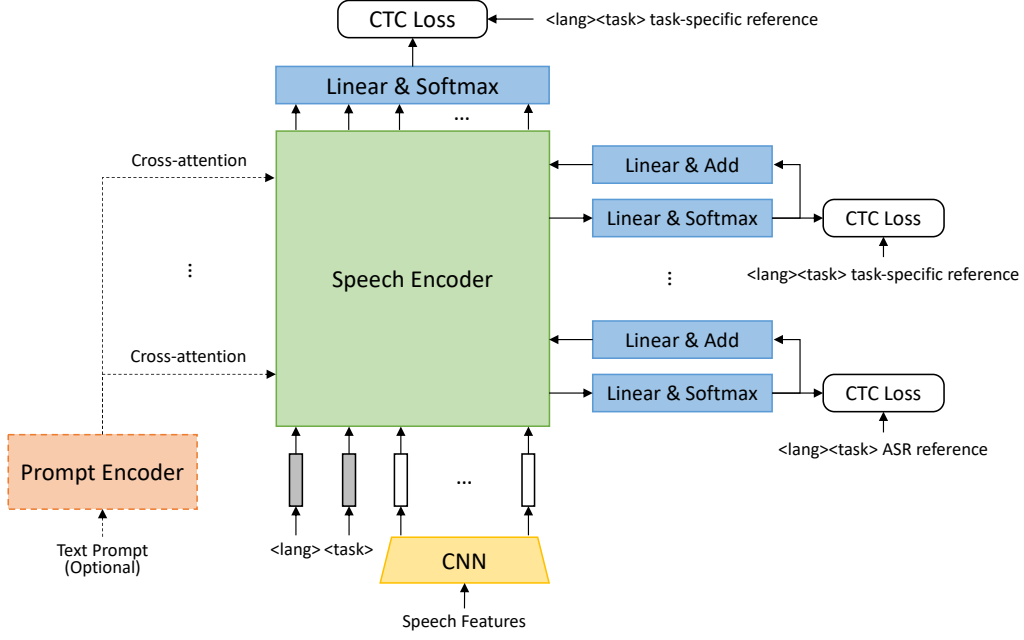 CTC Loss
<lang><task> task-specific reference
Linear & Softmax
...
Cross-attention
Linear & Add
Linear & Softmax
CTC Loss
<lang><task> task-specific reference
...
Speech Encoder
...
Cross-attention
Linear & Add
Linear & Softmax
CTC Loss
<lang><task> ASR reference
Prompt Encoder
...
Text Prompt
(Optional)
<lang> <task>
CNN
Speech Features